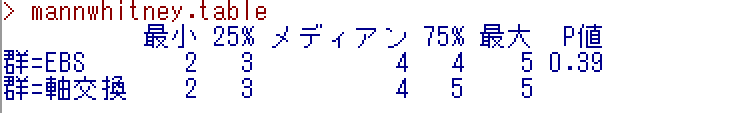 > mannwhitney.table
最小 25% メディアン 75% 最大 P値
群=EBS 2 3 4 4 5 0.39
群=軸交換 2 3 4 5 5